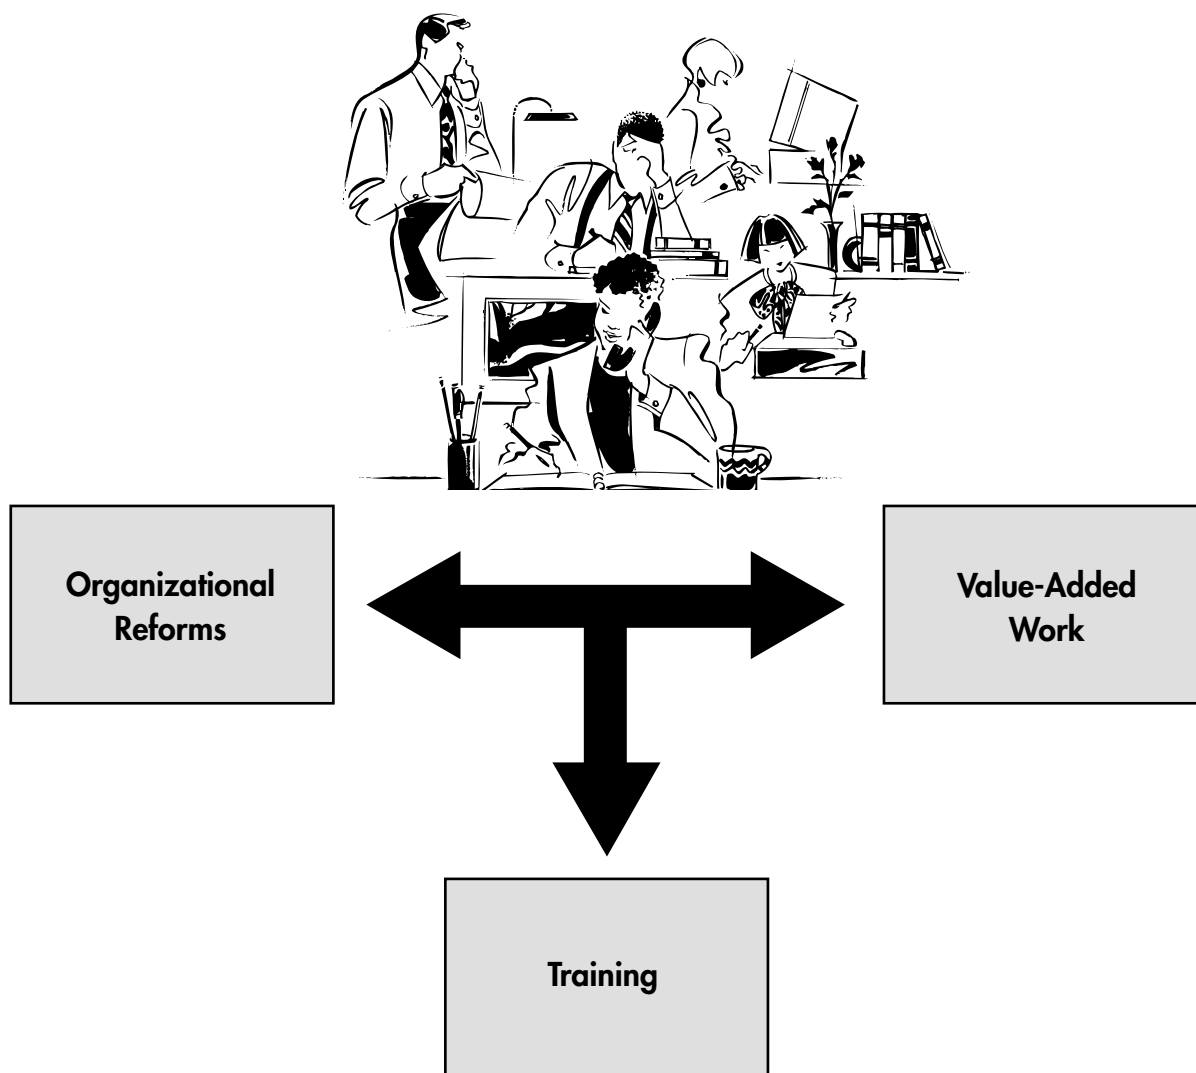 Organizational
Reforms
Value-Added
Work
Training